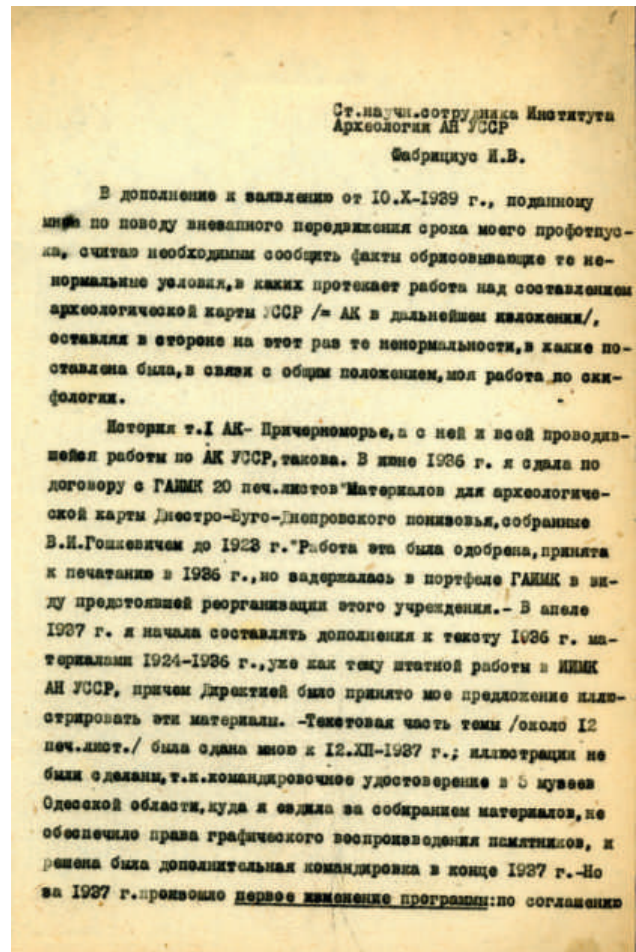 1
Ст.научн.сотрудника Института
Археологии АН УССР
Фабрициус И.В.
В дополнение к заявлению от 10.X-1939 г., поданному
мною по поводу внезапного передвижения срока моего профотпус-
ка, считаю необходимым сообщить факты обрисовывающие те не-
нормальные условия,в каких протекает работа над составлением
археологической карты УССР /= АК в дальнейшем изложении/,
оставляя в стороне на этот раз те ненормальности,в какие по-
ставлена была,в связи с общим положением,моя работа по ски-
фологии.
История т.I АК- Причерноморье,а с ней и всей проводив-
шейся работы по АК УССР,такова. В июне 1936 г. я сдала по
договору с ГАИМК 20 печ.листов "Материалов для археологиче-
ской карты Днестро-Буго-Днепровского понизовья,собранные
В.И.Гошкевичем до 1923 г."Работа эта была одобрена,принята
к печатанию в 1936 г.,но задержалась в портфеле ГАИМК в ви-
ду предстоявшей реорганизации этого учреждения.- В апеле
1937 г. я начала составлять дополнения к тексту 1936 г. ма-
териалами 1924-1936 г.,уже как тему штатной работы в ИИМК
АН УССР, причем Директией было принято мое предложение иллю-
стрировать эти материалы. -Текстовая часть темы /около 12
печ.лист./ была сдана мною к 12.XII-1937 г.; иллюстрации не
были сделаны,т.к.командировочное удостоверение в 5 музеев
Одесской области,куда я ездила за собиранием материалов,не
обеспечило права графического воспроизведения памятников, и
решена была дополнительная командировка в конце 1937 г.-Но
за 1937 г.произошло первое изменение программы:по соглашению